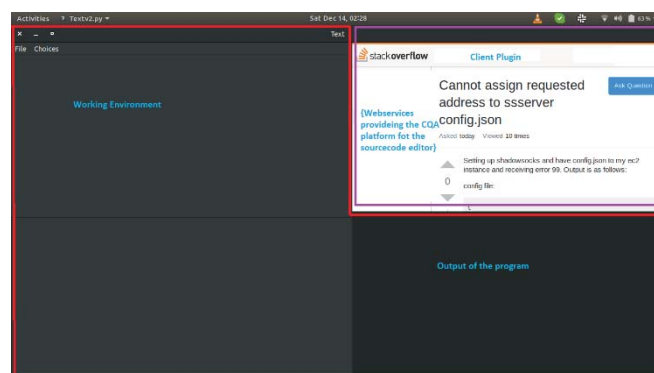 Activities
Textv2.py
Sat Dec 14, 02:28
63%
Text
File Choices
Working Environment
stackoverflow
Client Plugin
Cannot assign requested
address to ssserver
config.json
Ask Question
Asked today Viewed 10 times
{Webservices
provideing the CQA
platform fot the
sourcecode editor}
Setting up shadowsocks and have config.json to my ec2
instance and receiving error 99. Output is as follows:
0
config file:
{
Output of the program